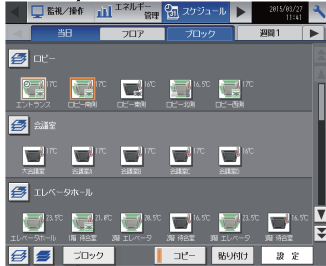 監視/操作 エネルギー管理 スケジュール 2015/03/27 11:41
当日 フロア ブロック 週間1
ロビー
17℃ 17℃ 16℃ 16.5℃ 17℃
エントランス ロビー南側 ロビー東側 ロビー北側 ロビー西側
会議室
17℃ 17℃ 17℃ 16℃
大会議室 会議室A 会議室B 会議室C 会議室D
エレベータホール
23.5℃ 21.0℃ 20.5℃ 16.5℃ 23.5℃ 16.5℃
エレベータホール 1階 待合室 2階 エレベータ 2階 待合室 3階 エレベータ 3階 待合室
ブロック コピー 貼り付け 設 定